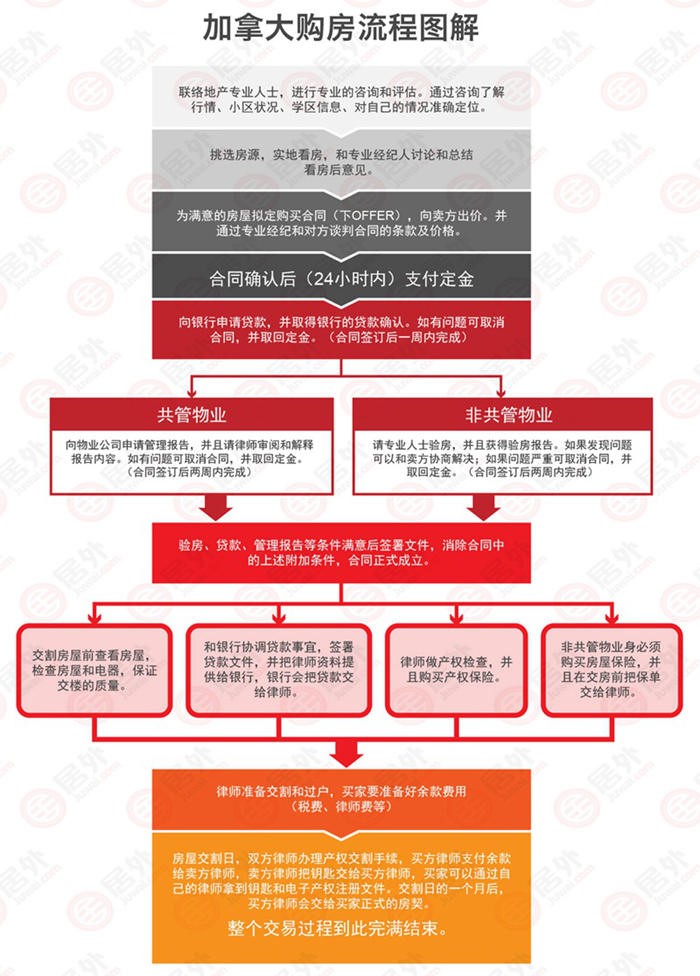 加拿大购房流程图解
联络地产专业人士，进行专业的咨询和评估。通过咨询了解
行情、小区状况、学区信息、对自己的情况准确定位。
挑选房源，实地看房，和专业经纪人讨论和总结
看房后意见。
为满意的房屋拟定购买合同（下OFFER），向卖方出价。并
通过专业经纪和对方谈判合同的条款及价格。
合同确认后（24小时内）支付定金
向银行申请贷款，并取得银行的贷款确认。如有问题可取消
合同，并取回定金。（合同签订后一周内完成）
共管物业
向物业公司申请管理报告，并且请律师审阅和解释
报告内容。如有问题可取消合同，并取回定金。
（合同签订后两周内完成）
非共管物业
请专业人士验房，并且获得验房报告。如果发现问题
可以和卖方协商解决；如果问题严重可取消合同，并
取回定金。（合同签订后两周内完成）
验房、贷款、管理报告等条件满意后签署文件，消除合同中
的上述附加条件，合同正式成立。
交割房屋前查看房屋，
检查房屋和电器，保证
交楼的质量。
和银行协调贷款事宜，签署
贷款文件，并把律师资料提
供给银行，银行会把贷款交
给律师。
律师做产权检查，并
且购买产权保险。
非共管物业身必须
购买房屋保险，并
且在交房前把保单
交给律师。
律师准备交割和过户，买家要准备好余款费用
（税费、律师费等）
房屋交割日，双方律师办理产权交割手续，买方律师支付余款
给卖方律师，卖方律师把钥匙交给买方律师，买家可以通过自
己的律师拿到钥匙和电子产权注册文件。交割日的一个月后，
买方律师会交给买家正式的房契。
整个交易过程到此完满结束。
居外
juwai.com